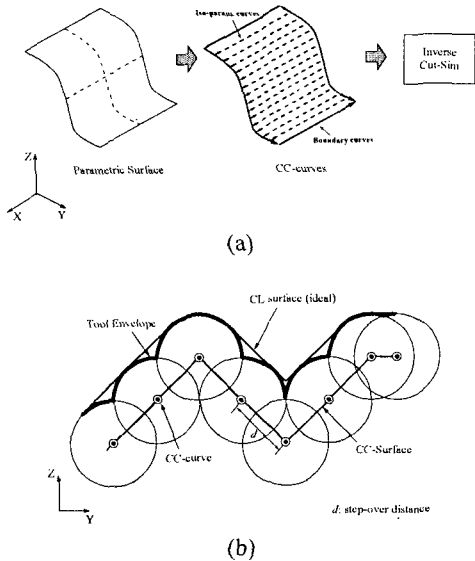 Iso-param. curves
Inverse
Cut-Sim
Boundary curves
Z
X
Y
Parametric Surface
CC-curves
(a)
CL surface (ideal)
Tool Envelope
d
CC-curve
CC-Surface
Z
Y
d: step-over distance
(b)